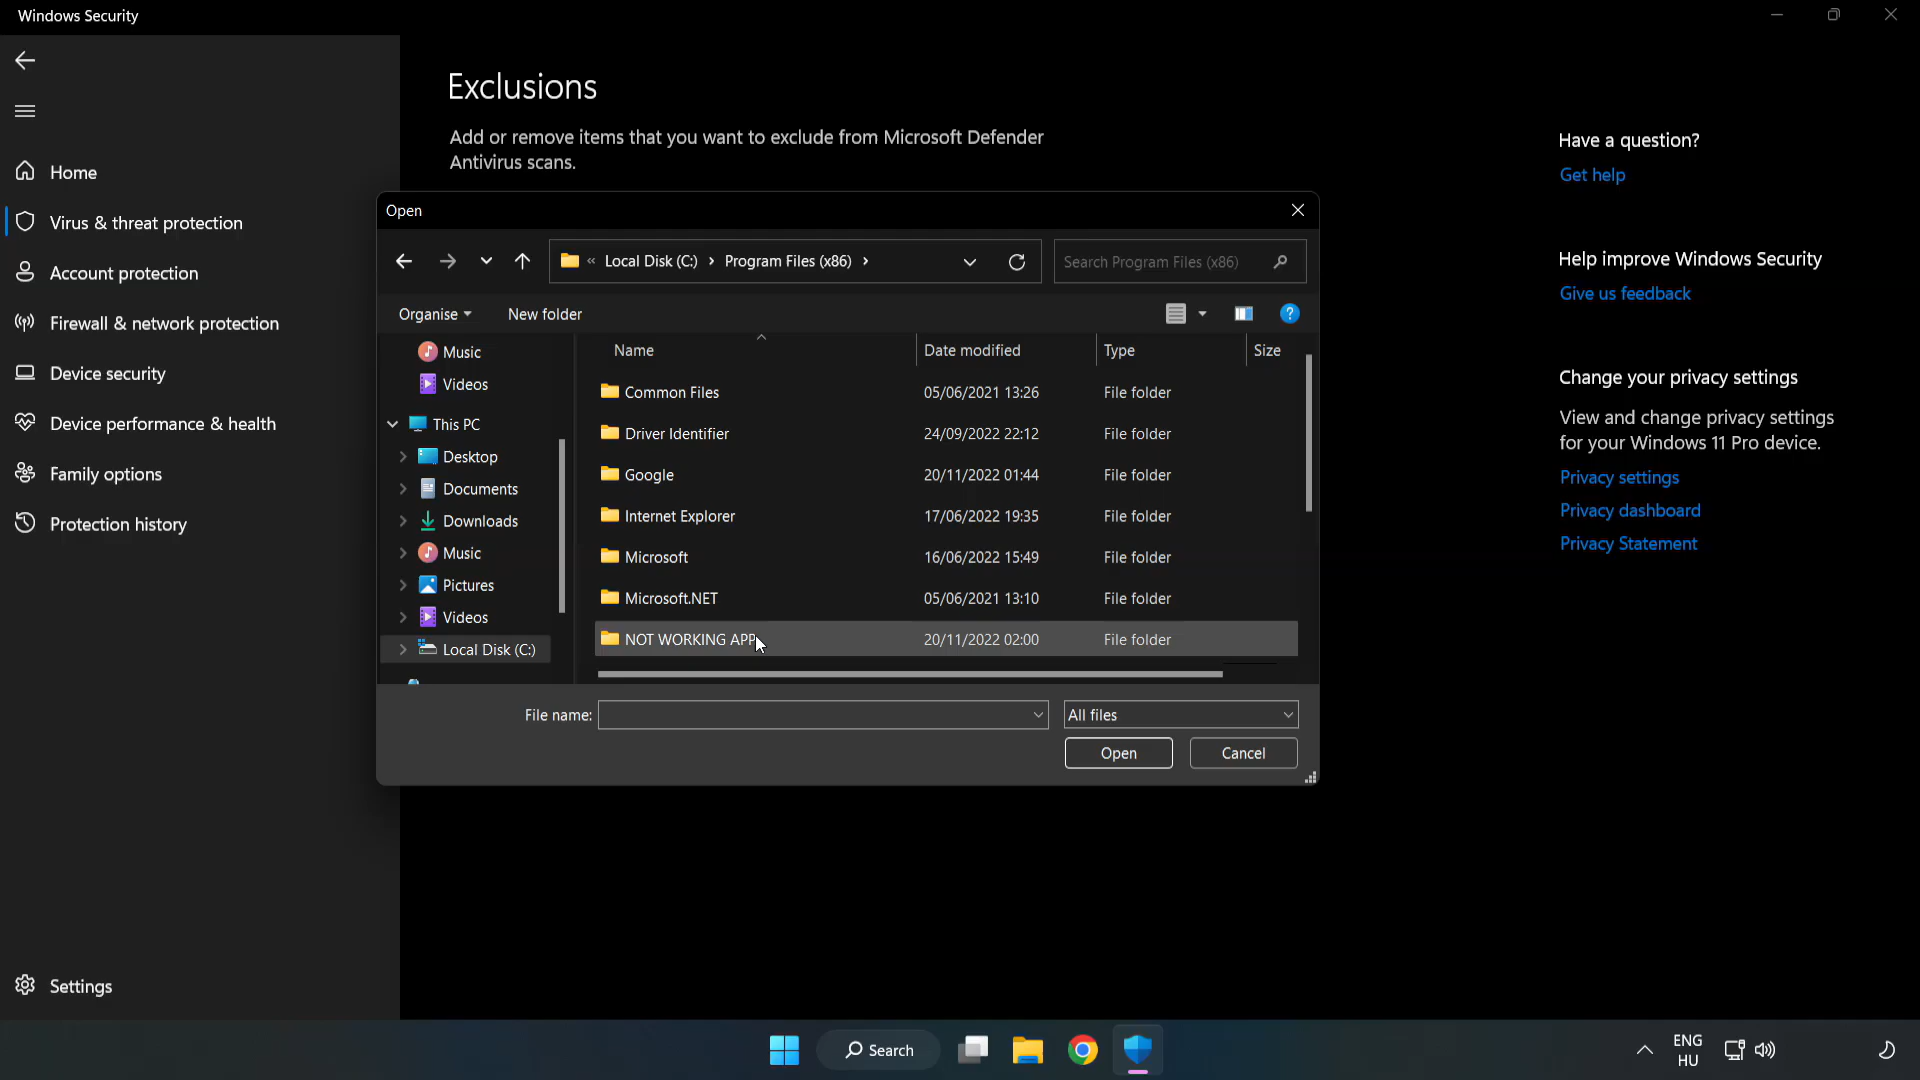 Windows Security
Exclusions
Add or remove items that you want to exclude from Microsoft Defender
Antivirus scans.
Home
Virus & threat protection
Account protection
Firewall & network protection
Device security
Device performance & health
Family options
Protection history
Settings
Open
« Local Disk (C:) › Program Files (x86) ›
Search Program Files (x86)
Organise
New folder
?
Music
Videos
This PC
Desktop
Documents
Downloads
Music
Pictures
Videos
Local Disk (C:)
Name Date modified Type Size
Common Files 05/06/2021 13:26 File folder
Driver Identifier 24/09/2022 22:12 File folder
Google 20/11/2022 01:44 File folder
Internet Explorer 17/06/2022 19:35 File folder
Microsoft 16/06/2022 15:49 File folder
Microsoft.NET 05/06/2021 13:10 File folder
NOT WORKING APP 20/11/2022 02:00 File folder
File name:
All files
Open
Cancel
Have a question?
Get help
Help improve Windows Security
Give us feedback
Change your privacy settings
View and change privacy settings
for your Windows 11 Pro device.
Privacy settings
Privacy dashboard
Privacy Statement
Search
ENG
HU